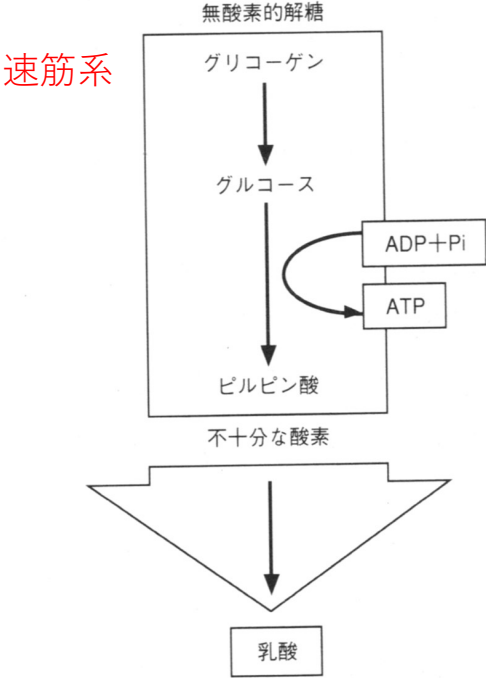 無酸素的解糖
速筋系
グリコーゲン
グルコース
ADP+Pi
ATP
ピルピン酸
不十分な酸素
乳酸